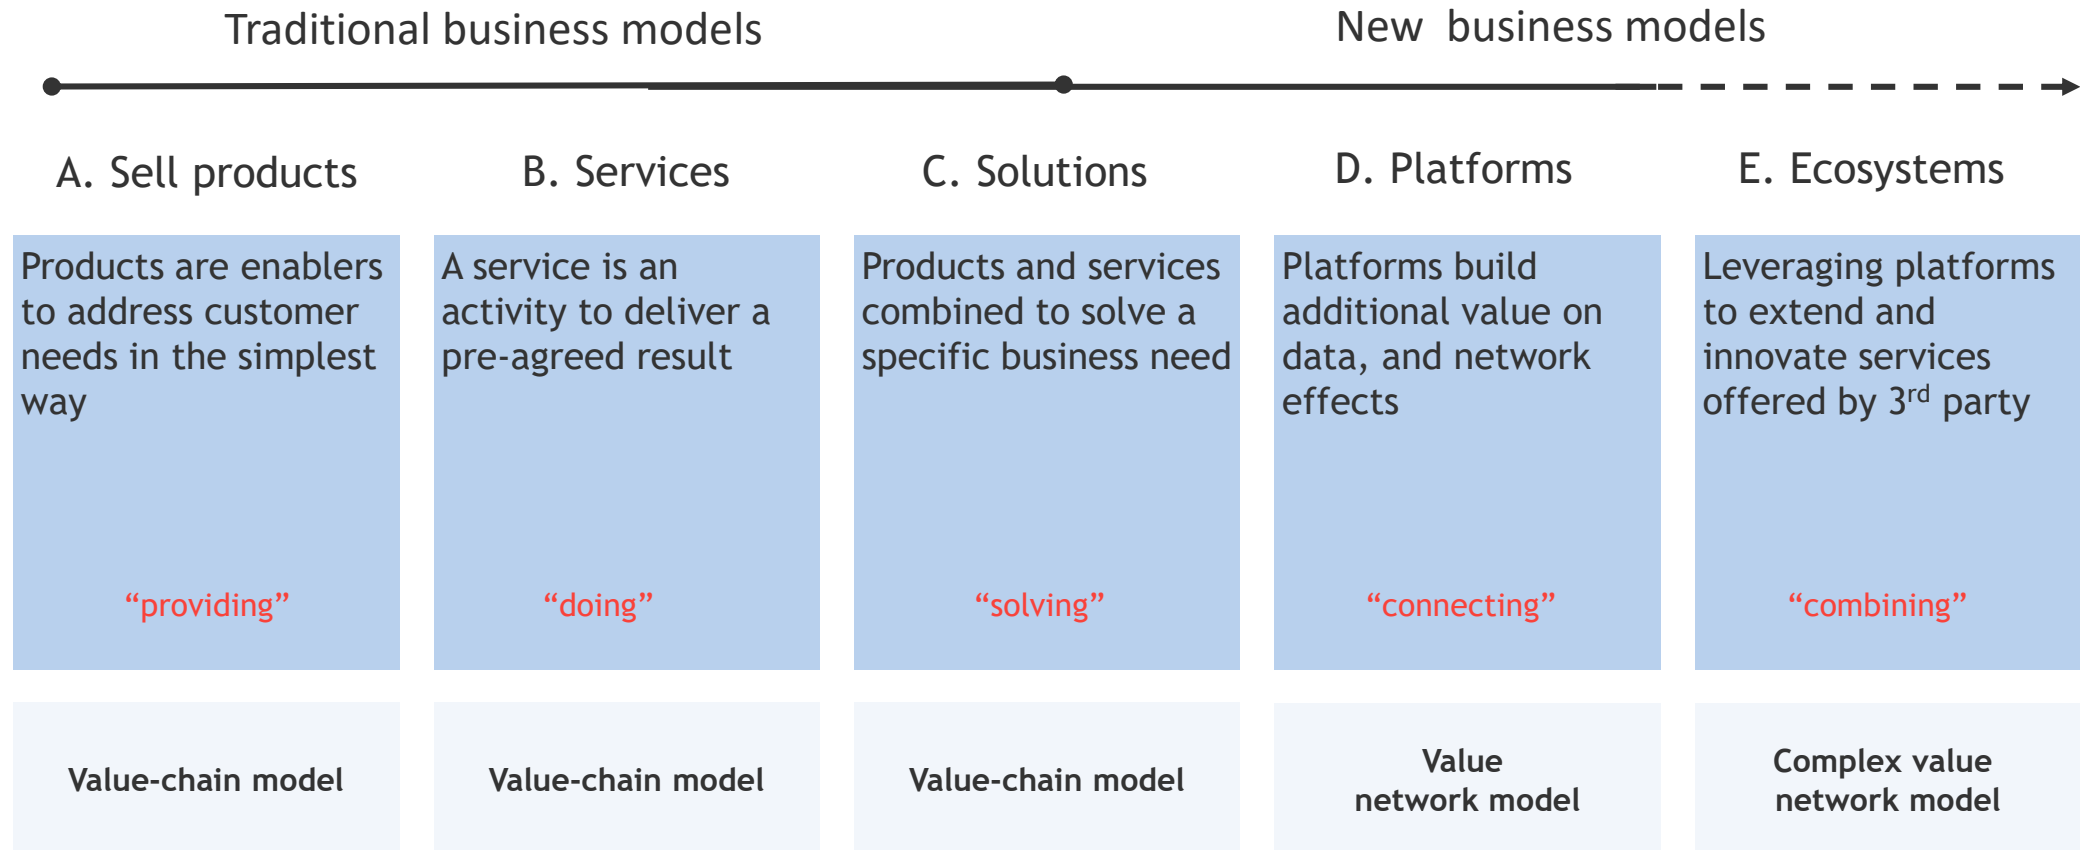 Traditional business models
New  business models
A. Sell products
B. Services
C. Solutions
D. Platforms
E. Ecosystems
Products are enablers
to address customer
needs in the simplest
way
“providing”
A service is an
activity to deliver a
pre-agreed result
“doing”
Products and services
combined to solve a
specific business need
“solving”
Platforms build
additional value on
data, and network
effects
“connecting”
Leveraging platforms
to extend and
innovate services
offered by 3rd party
“combining”
Value-chain model
Value-chain model
Value-chain model
Value
network model
Complex value
network model